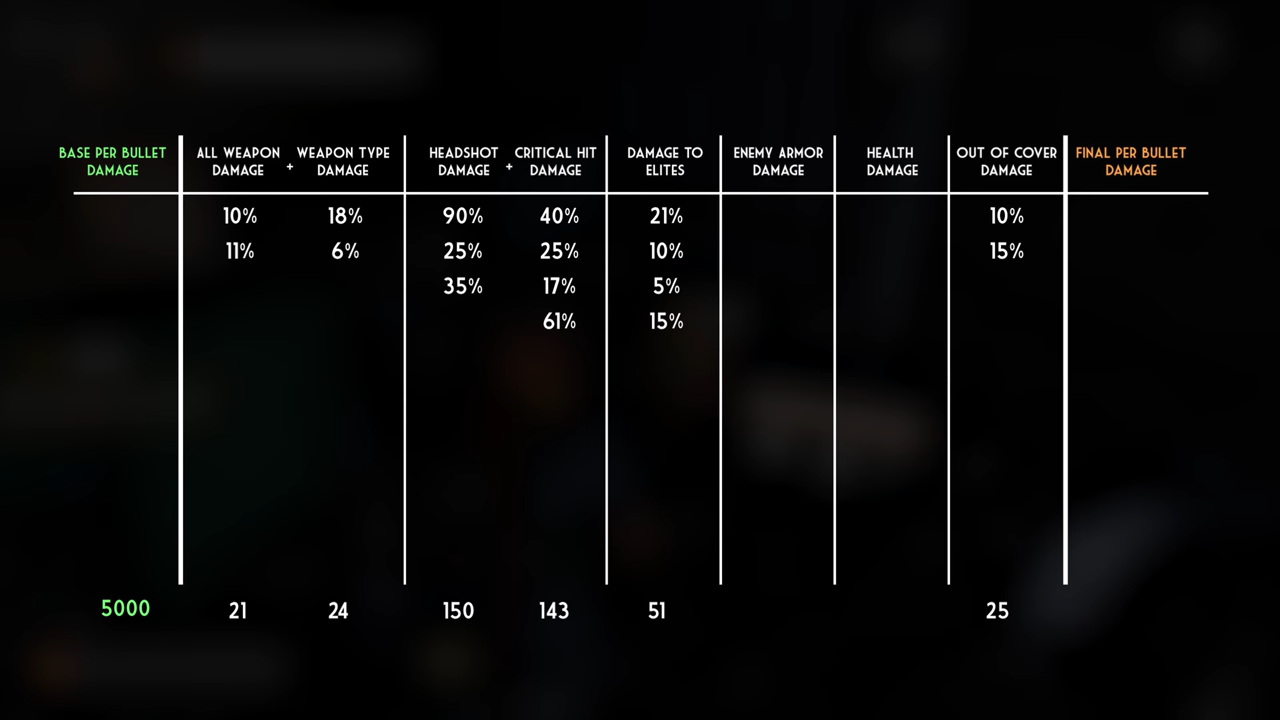 BASE PER BULLET DAMAGE
ALL WEAPON DAMAGE + WEAPON TYPE DAMAGE
HEADSHOT DAMAGE + CRITICAL HIT DAMAGE
DAMAGE TO ELITES
ENEMY ARMOR DAMAGE
HEALTH DAMAGE
OUT OF COVER DAMAGE
FINAL PER BULLET DAMAGE
10% 18% 90% 40% 21% 10%
11% 6% 25% 25% 10% 15%
35% 17% 5%
61% 15%
5000 21 24 150 143 51 25